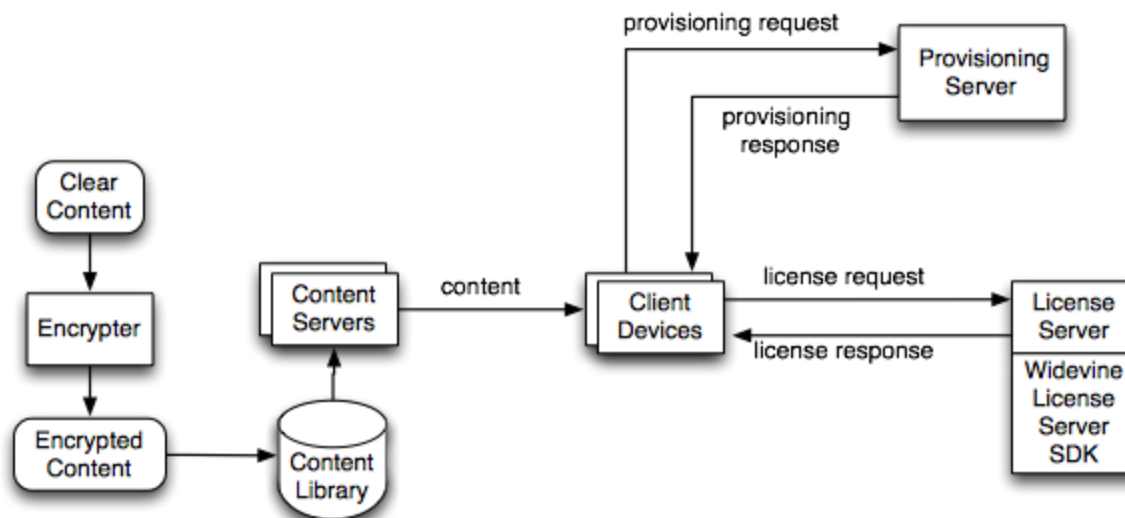 provisioning request
Provisioning
Server
provisioning
response
Clear
Content
Encrypter
Encrypted
Content
Content
Servers
Content
Library
content
Client
Devices
license request
license response
License
Server
Widevine
License
Server
SDK